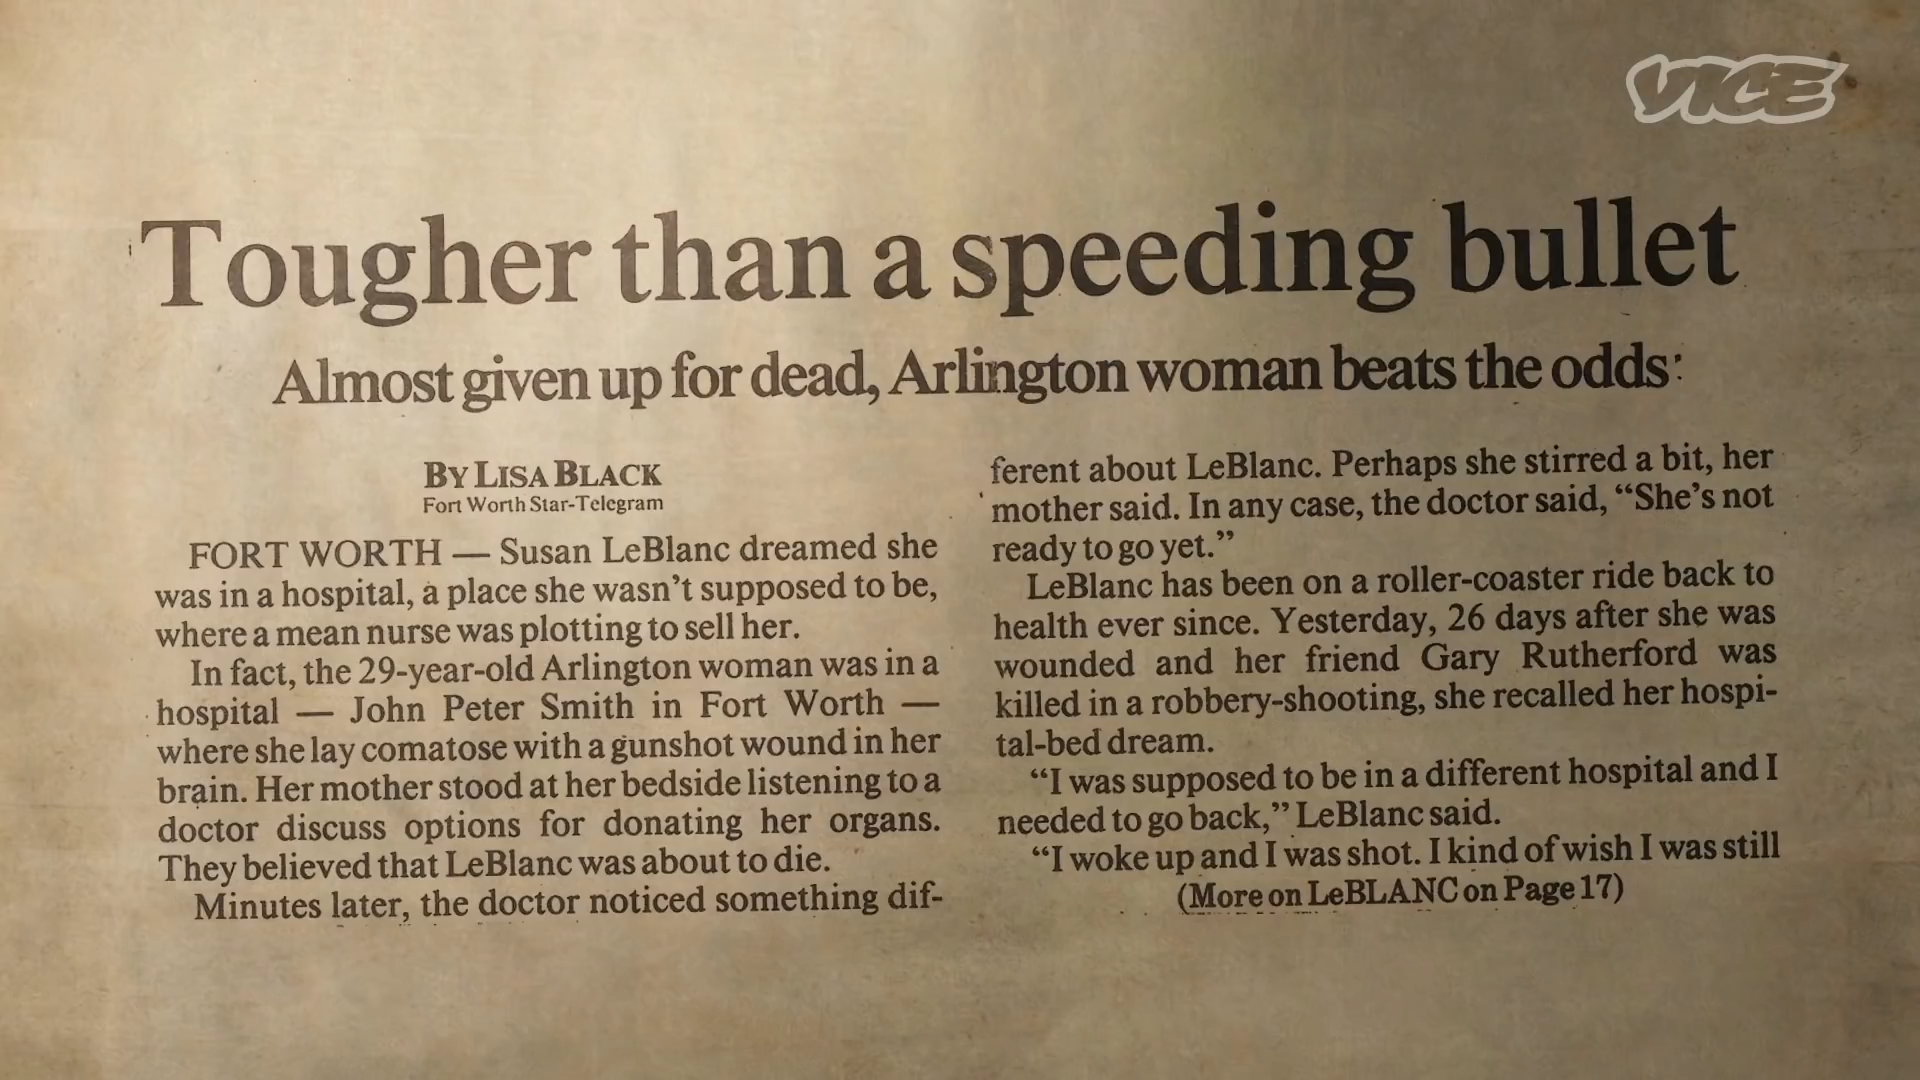 VICE
Tougher than a speeding bullet
Almost given up for dead, Arlington woman beats the odds
BY LISA BLACK
Fort Worth Star-Telegram
FORT WORTH — Susan LeBlanc dreamed she
was in a hospital, a place she wasn't supposed to be,
where a mean nurse was plotting to sell her.
In fact, the 29-year-old Arlington woman was in a
hospital — John Peter Smith in Fort Worth —
where she lay comatose with a gunshot wound in her
brain. Her mother stood at her bedside listening to a
doctor discuss options for donating her organs.
They believed that LeBlanc was about to die.
Minutes later, the doctor noticed something dif-
ferent about LeBlanc. Perhaps she stirred a bit, her
mother said. In any case, the doctor said, “She's not
ready to go yet.”
LeBlanc has been on a roller-coaster ride back to
health ever since. Yesterday, 26 days after she was
wounded and her friend Gary Rutherford was
killed in a robbery-shooting, she recalled her hospi-
tal-bed dream.
“I was supposed to be in a different hospital and I
needed to go back,” LeBlanc said.
“I woke up and I was shot. I kind of wish I was still
(More on LeBLANC on Page 17)